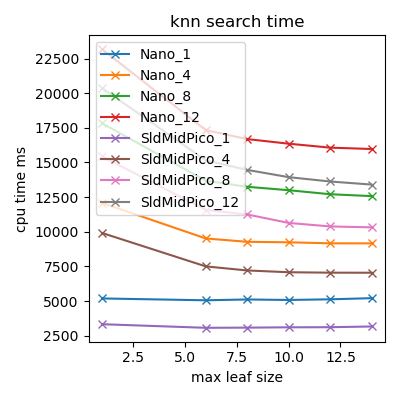 knn search time
Nano_1
Nano_4
Nano_8
Nano_12
SldMidPico_1
SldMidPico_4
SldMidPico_8
SldMidPico_12
cpu time ms
22500
20000
17500
15000
12500
10000
7500
5000
2500
2.5 5.0 7.5 10.0 12.5
max leaf size